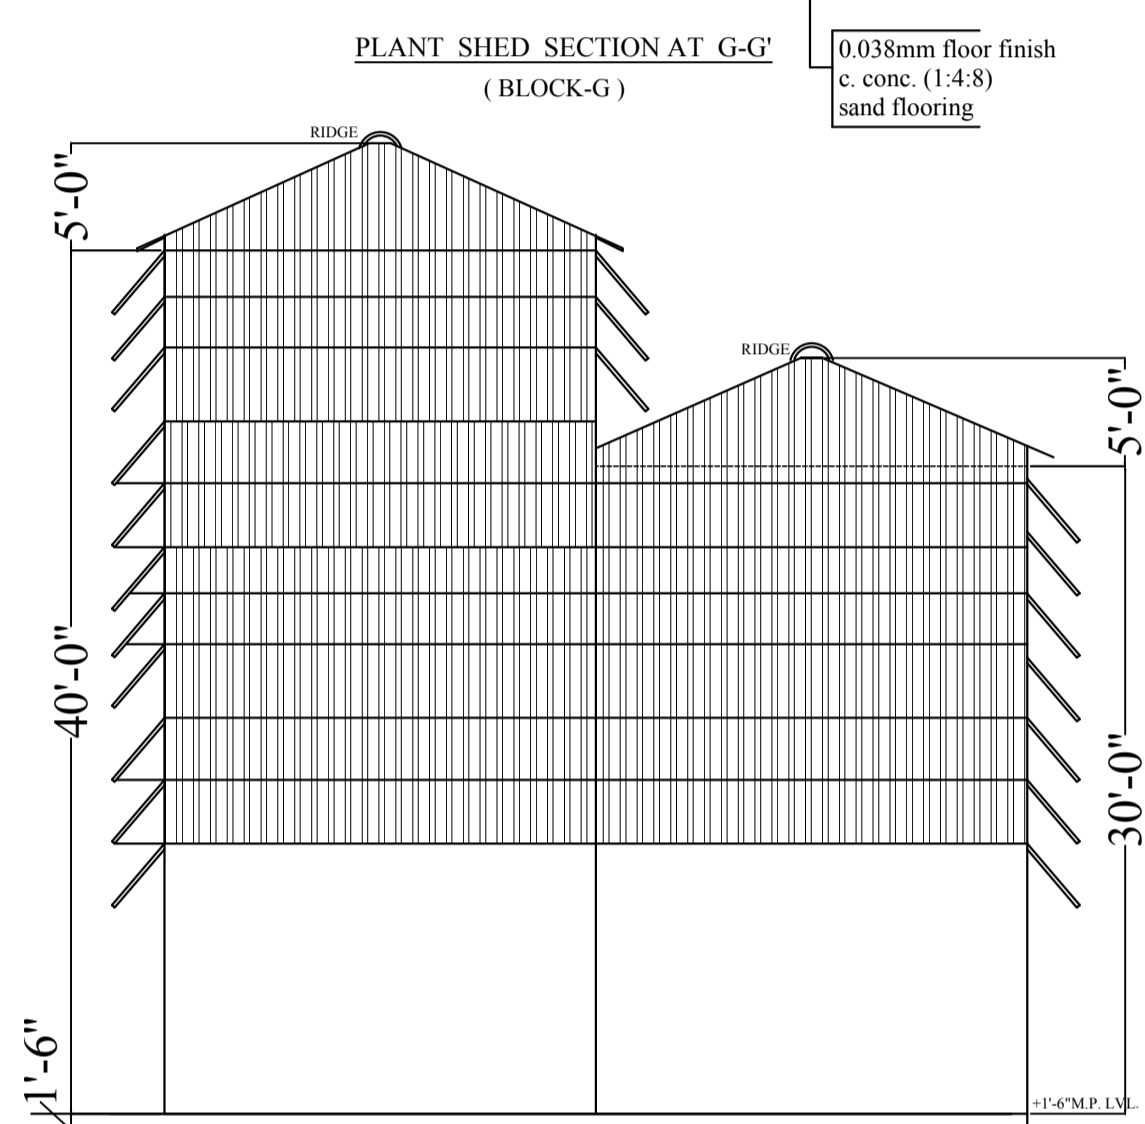 PLANT SHED SECTION AT G-G'
( BLOCK-G )
0.038mm floor finish
c. conc. (1:4:8)
sand flooring
RIDGE
5'-0"
RIDGE
5'-0"
40'-0"
30'-0"
1'-6"
+1'-6"M.P. LVL.